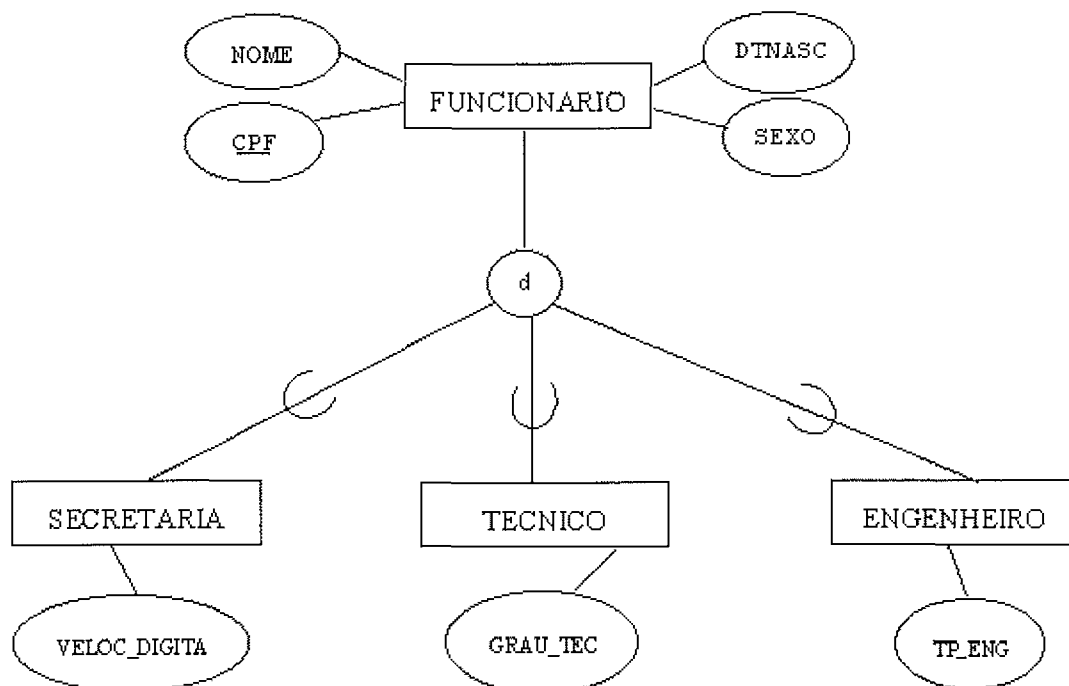 NOME
DTNASC
FUNCIONARIO
CPF
SEXO
d
SECRETARIA
TECNICO
ENGENHEIRO
VELOC_DIGITA
GRAU_TEC
TP_ENG